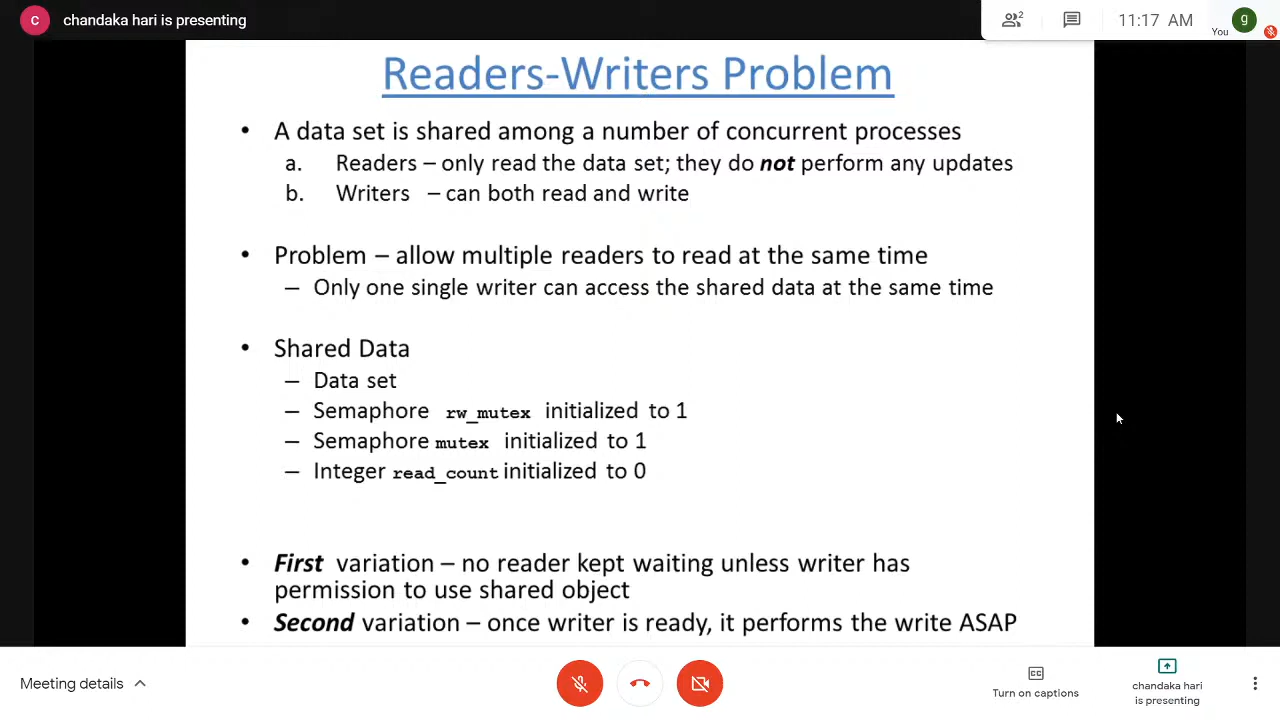 c chandaka hari is presenting
2 11:17 AM You g
Readers-Writers Problem
• A data set is shared among a number of concurrent processes
a. Readers – only read the data set; they do not perform any updates
b. Writers – can both read and write
• Problem – allow multiple readers to read at the same time
– Only one single writer can access the shared data at the same time
• Shared Data
– Data set
– Semaphore rw_mutex initialized to 1
– Semaphore mutex initialized to 1
– Integer read_count initialized to 0
• First variation – no reader kept waiting unless writer has
permission to use shared object
• Second variation – once writer is ready, it performs the write ASAP
Meeting details
CC
Turn on captions
chandaka hari
is presenting